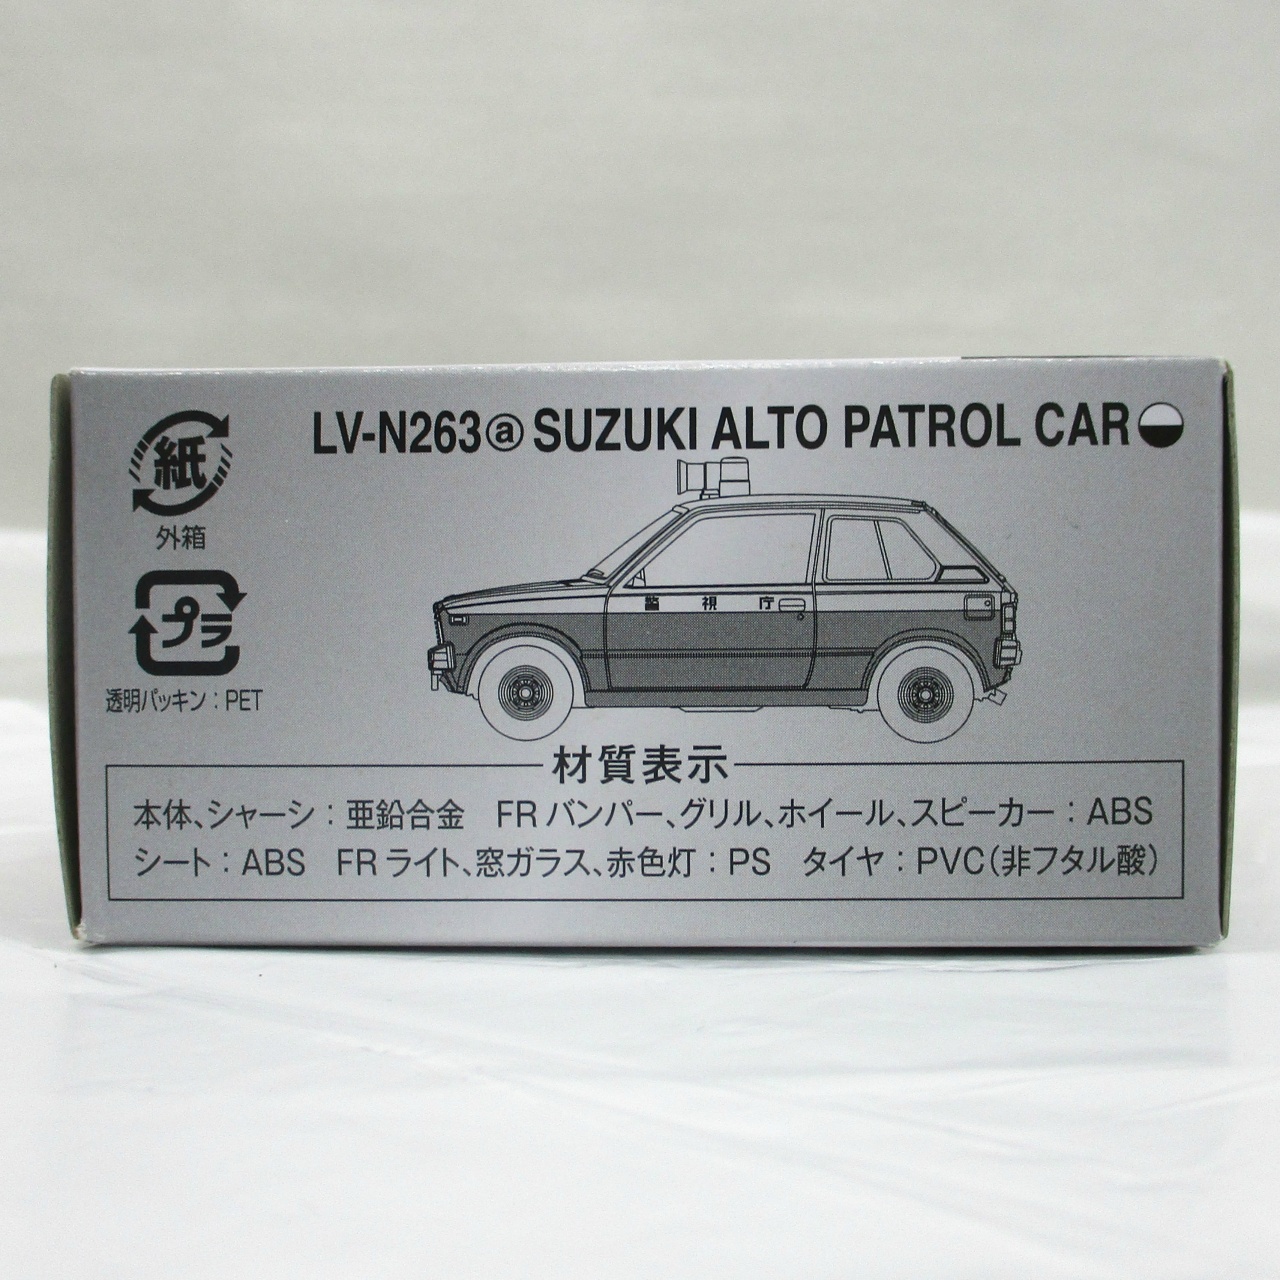 LV-N263ⓐ SUZUKI ALTO PATROL CAR
紙
外箱
プラ
透明パッキン：PET
警視庁
材質表示
本体、シャーシ：亜鉛合金　FRバンパー、グリル、ホイール、スピーカー：ABS
シート：ABS　FRライト、窓ガラス、赤色灯：PS　タイヤ：PVC（非フタル酸）